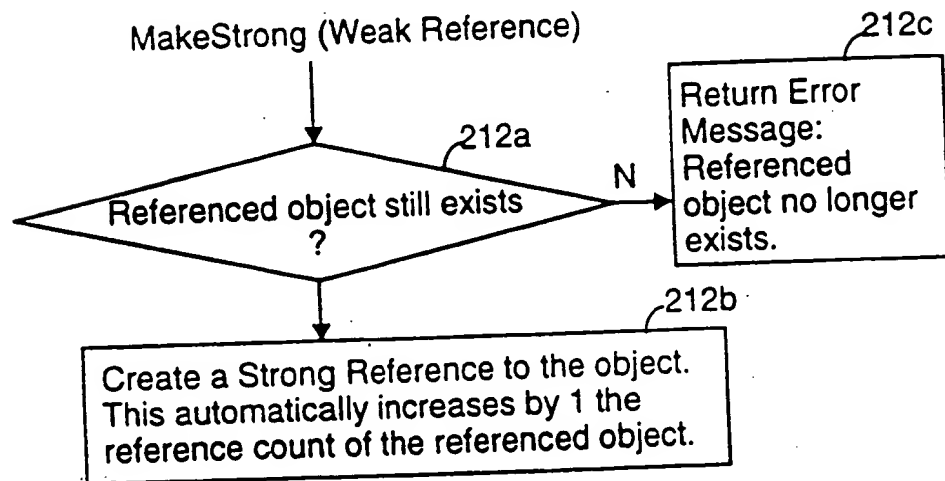 MakeStrong (Weak Reference)
212a
Referenced object still exists
?
N
212c
Return Error
Message:
Referenced
object no longer
exists.
212b
Create a Strong Reference to the object.
This automatically increases by 1 the
reference count of the referenced object.